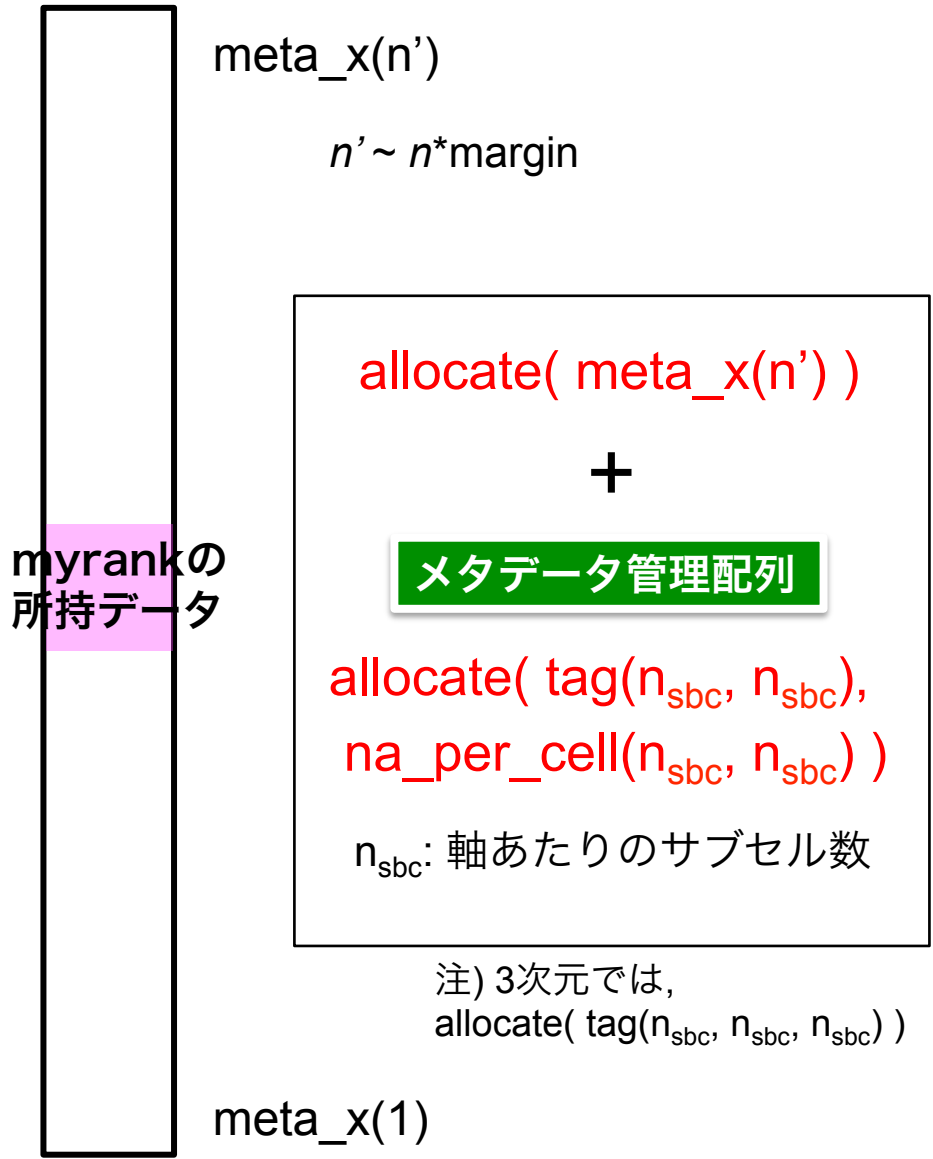 meta_x(n’)
n’ ~ n*margin
allocate( meta_x(n’) )
+
メタデータ管理配列
myrankの
所持データ
allocate( tag(nsbc, nsbc),
na_per_cell(nsbc, nsbc) )
nsbc: 軸あたりのサブセル数
注) 3次元では,
allocate( tag(nsbc, nsbc, nsbc) )
meta_x(1)